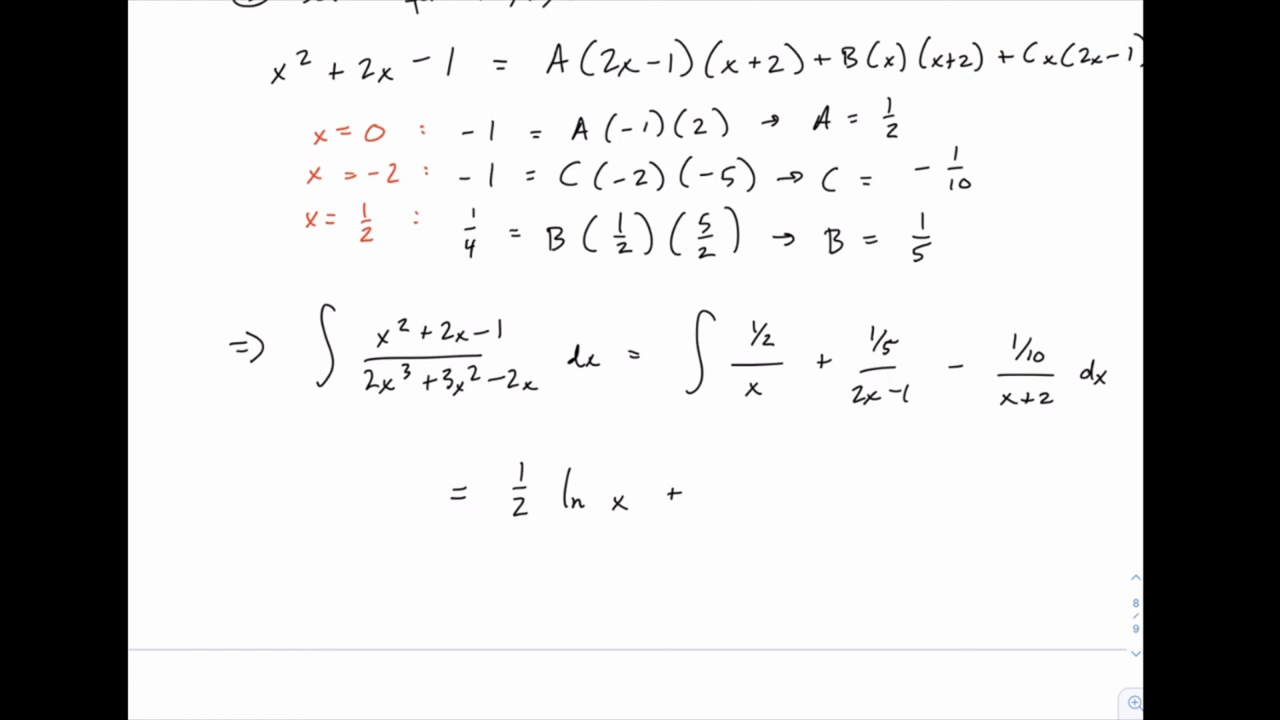 x² + 2x - 1 = A(2x-1)(x+2) + B(x)(x+2) + Cx(2x-1)
x = 0 : -1 = A(-1)(2) → A = 1/2
x = -2 : -1 = C(-2)(-5) → C = -1/10
x = 1/2 : 1/4 = B(1/2)(5/2) → B = 1/5
⇒ ∫ (x² + 2x - 1)/(2x³ + 3x² - 2x) dx = ∫ (1/2)/x + (1/5)/(2x-1) - (1/10)/(x+2) dx
= 1/2 ln x +
8
/
9